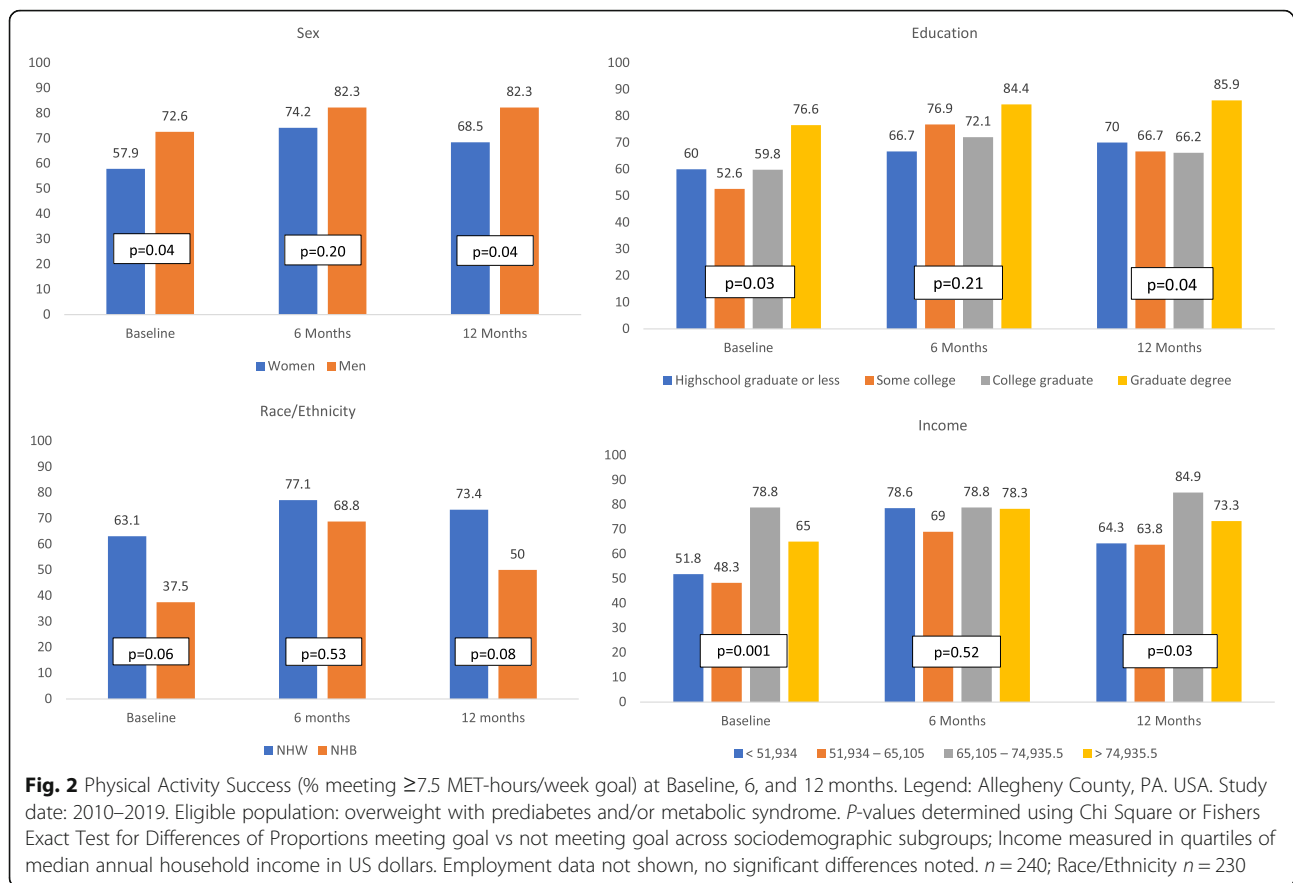 Sex
100
90
80
70
60
50
40
30
20
10
0
57.9
72.6
74.2
82.3
68.5
82.3
p=0.04
p=0.20
p=0.04
Baseline
6 Months
12 Months
Women
Men
Education
100
90
80
70
60
50
40
30
20
10
0
60
52.6
59.8
76.6
66.7
76.9
72.1
84.4
70
66.7
66.2
85.9
p=0.03
p=0.21
p=0.04
Baseline
6 Months
12 Months
Highschool graduate or less
Some college
College graduate
Graduate degree
Race/Ethnicity
100
90
80
70
60
50
40
30
20
10
0
63.1
37.5
77.1
68.8
73.4
50
p=0.06
p=0.53
p=0.08
Baseline
6 months
12 months
NHW
NHB
Income
100
90
80
70
60
50
40
30
20
10
0
51.8
48.3
78.8
65
78.6
69
78.8
78.3
64.3
63.8
84.9
73.3
p=0.001
p=0.52
p=0.03
Baseline
6 Months
12 Months
< 51,934
51,934 – 65,105
65,105 – 74,935.5
> 74,935.5
Fig. 2 Physical Activity Success (% meeting ≥7.5 MET-hours/week goal) at Baseline, 6, and 12 months. Legend: Allegheny County, PA. USA. Study
date: 2010–2019. Eligible population: overweight with prediabetes and/or metabolic syndrome. P-values determined using Chi Square or Fishers
Exact Test for Differences of Proportions meeting goal vs not meeting goal across sociodemographic subgroups; Income measured in quartiles of
median annual household income in US dollars. Employment data not shown, no significant differences noted. n = 240; Race/Ethnicity n = 230